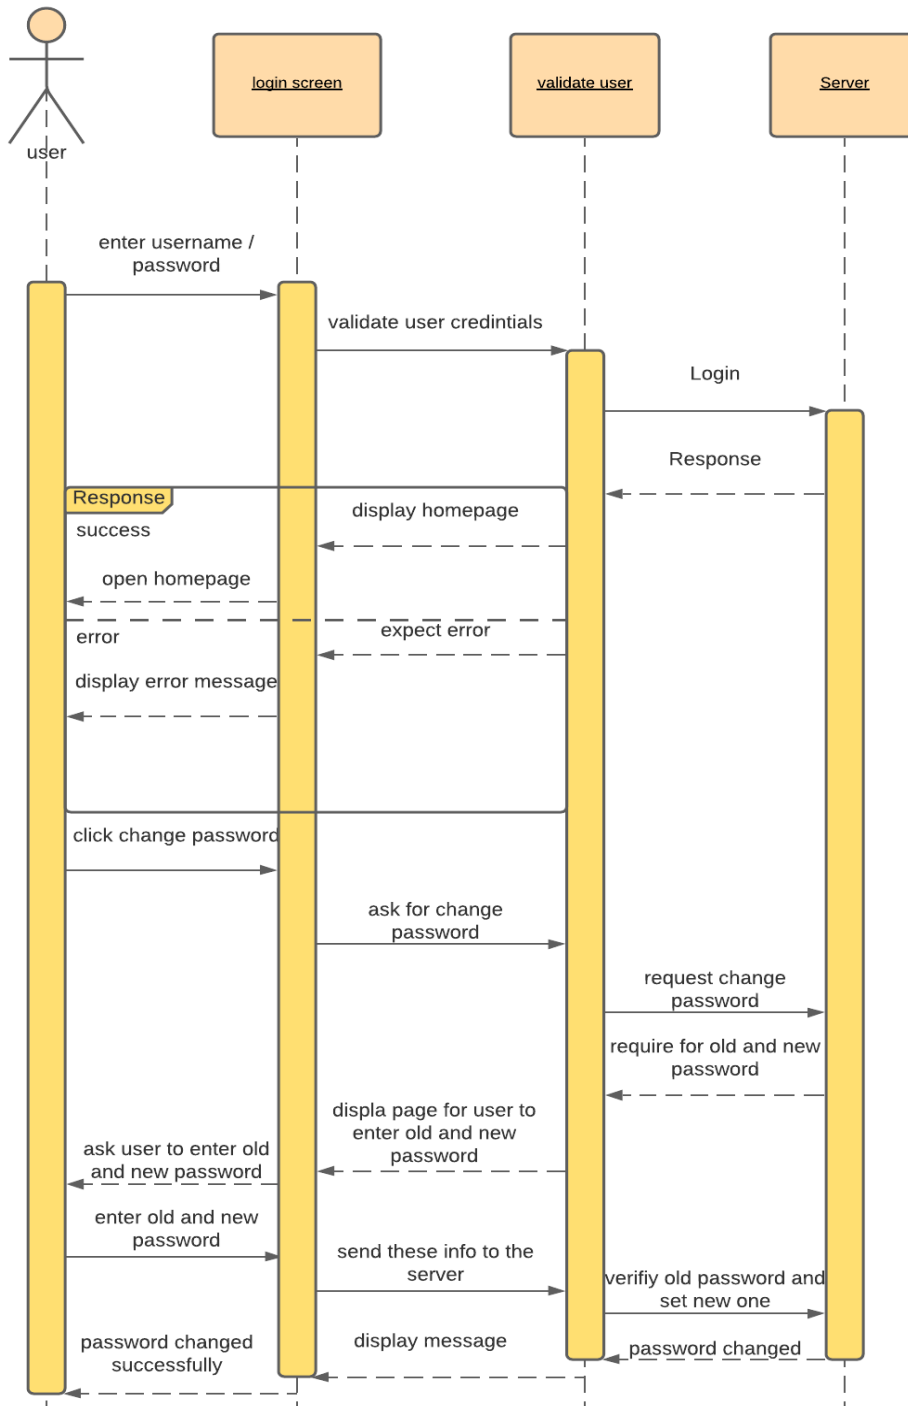 login screen
validate user
Server
user
enter username /
password
validate user credintials
Login
Response
Response
success
display homepage
open homepage
error
expect error
display error message
click change password
ask for change
password
request change
password
require for old and new
password
displa page for user to
enter old and new
password
ask user to enter old
and new password
enter old and new
password
send these info to the
server
verifiy old password and
set new one
password changed
successfully
display message
password changed